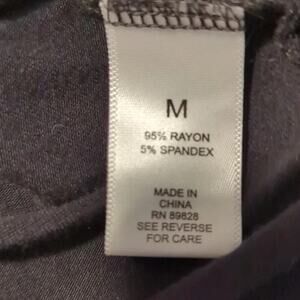 M
95% RAYON
5% SPANDEX
MADE IN
CHINA
RN 89828
SEE REVERSE
FOR CARE